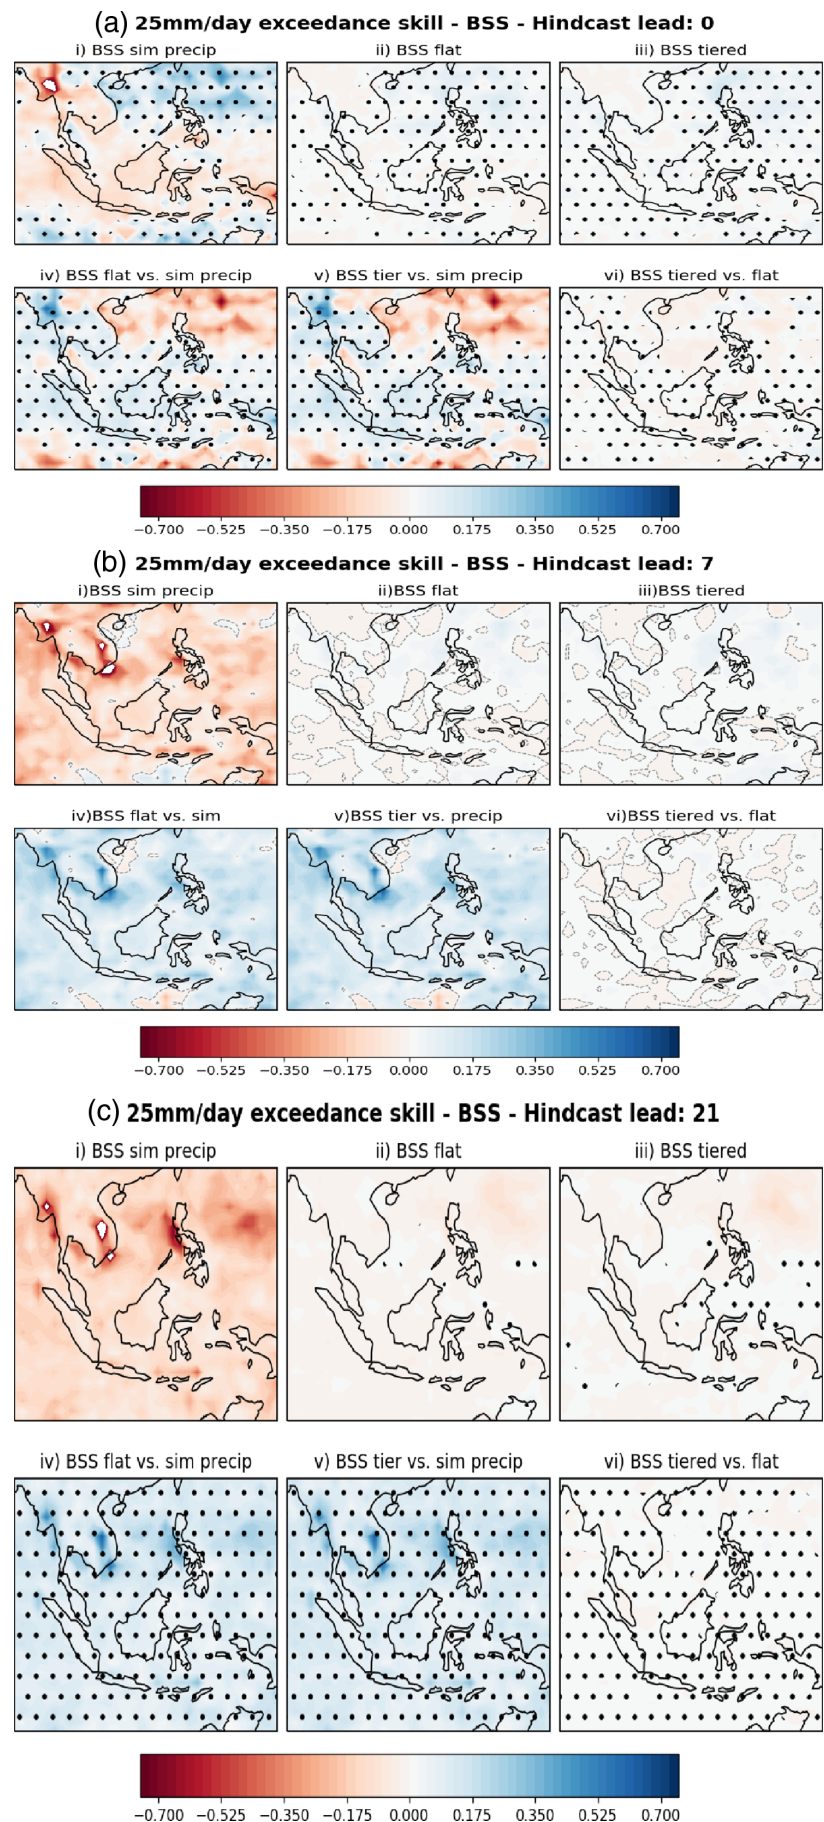 (a) 25mm/day exceedance skill - BSS - Hindcast lead: 0
i) BSS sim precip ii) BSS flat iii) BSS tiered
iv) BSS flat vs. sim precip v) BSS tier vs. sim precip vi) BSS tiered vs. flat
−0.700 −0.525 −0.350 −0.175 0.000 0.175 0.350 0.525 0.700
(b) 25mm/day exceedance skill - BSS - Hindcast lead: 7
i)BSS sim precip ii)BSS flat iii)BSS tiered
iv)BSS flat vs. sim v)BSS tier vs. precip vi)BSS tiered vs. flat
−0.700 −0.525 −0.350 −0.175 0.000 0.175 0.350 0.525 0.700
(c) 25mm/day exceedance skill - BSS - Hindcast lead: 21
i) BSS sim precip ii) BSS flat iii) BSS tiered
iv) BSS flat vs. sim precip v) BSS tier vs. sim precip vi) BSS tiered vs. flat
−0.700 −0.525 −0.350 −0.175 0.000 0.175 0.350 0.525 0.700